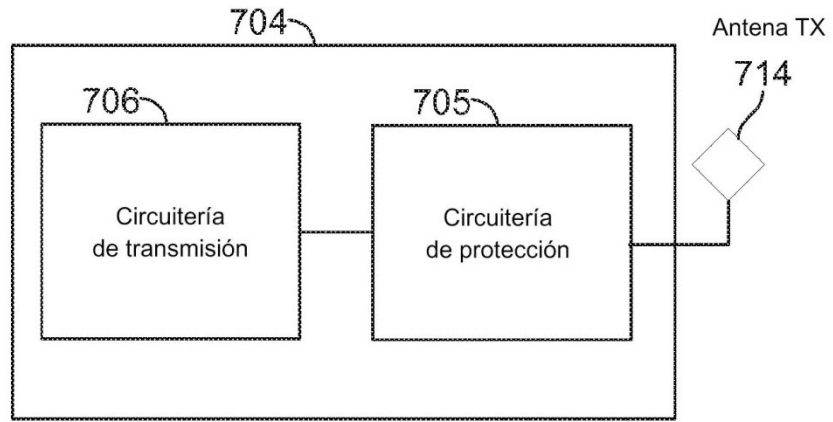 704
Antena TX
714
706
705
Circuitería
de transmisión
Circuitería
de protección